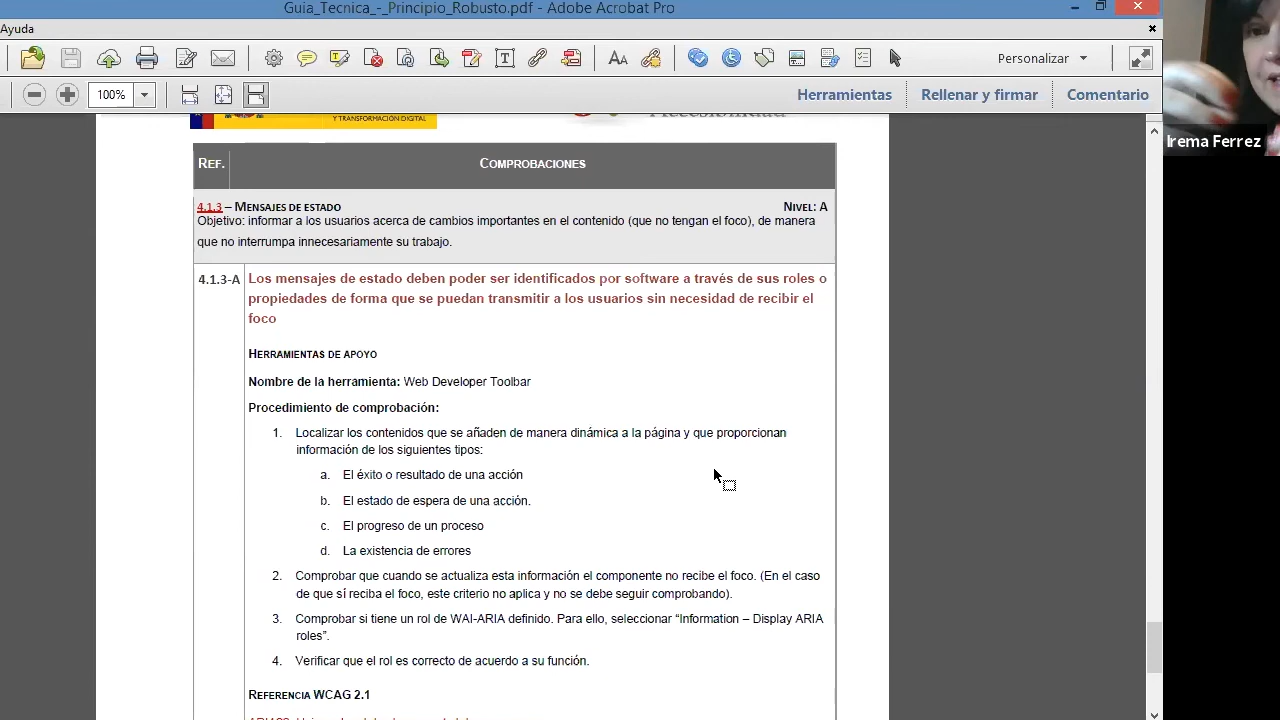 Guia_Tecnica_-_Principio_Robusto.pdf - Adobe Acrobat Pro
Ayuda
Personalizar
100%
Herramientas
Rellenar y firmar
Comentario
Irema Ferrez
Y TRANSFORMACIÓN DIGITAL
Accesibilidad
REF.
COMPROBACIONES
4.1.3 – MENSAJES DE ESTADO
NIVEL: A
Objetivo: informar a los usuarios acerca de cambios importantes en el contenido (que no tengan el foco), de manera
que no interrumpa innecesariamente su trabajo.
4.1.3-A
Los mensajes de estado deben poder ser identificados por software a través de sus roles o
propiedades de forma que se puedan transmitir a los usuarios sin necesidad de recibir el
foco
HERRAMIENTAS DE APOYO
Nombre de la herramienta: Web Developer Toolbar
Procedimiento de comprobación:
1. Localizar los contenidos que se añaden de manera dinámica a la página y que proporcionan
información de los siguientes tipos:
a. El éxito o resultado de una acción
b. El estado de espera de una acción.
c. El progreso de un proceso
d. La existencia de errores
2. Comprobar que cuando se actualiza esta información el componente no recibe el foco. (En el caso
de que sí reciba el foco, este criterio no aplica y no se debe seguir comprobando).
3. Comprobar si tiene un rol de WAI-ARIA definido. Para ello, seleccionar “Information – Display ARIA
roles”.
4. Verificar que el rol es correcto de acuerdo a su función.
REFERENCIA WCAG 2.1